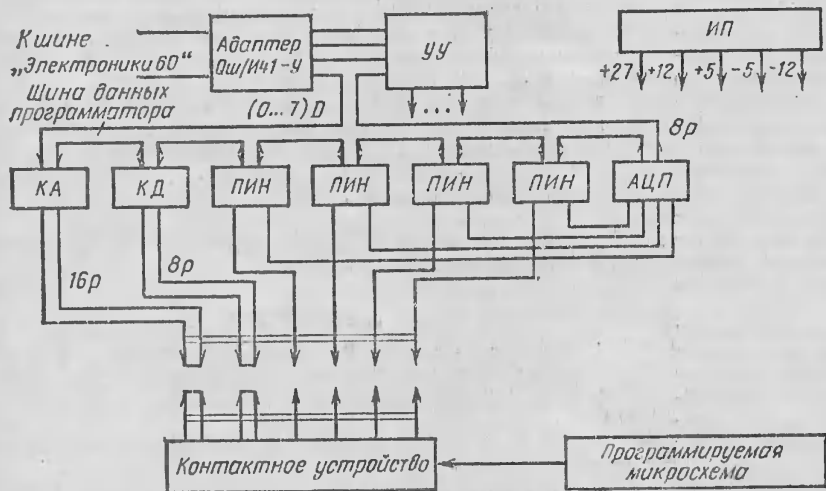 К шине
„Электроники 60“
Шина данных
программатора
Адаптер
ОШ/И41-У
УУ
...
ИП
+27 +12 +5 -5 -12
(0...7) D
8р
КА
КД
ПИН
ПИН
ПИН
ПИН
АЦП
16р
8р
Контактное устройство
Программируемая
микросхема